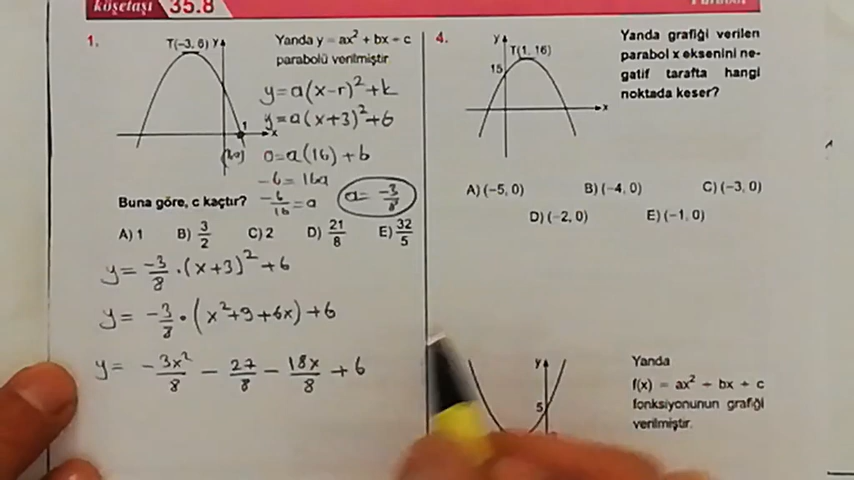 köşetaşı 35.8
Parabol
1.
T(-3, 6) y
Yanda y = ax² + bx + c
parabolü verilmiştir.
y = a(x-r)² + k
y = a(x+3)² + 6
1
x
(1,0)
0 = a(16) + 6
-6 = 16a
-6/16 = a
a = -3/8
Buna göre, c kaçtır?
A) 1 B) 3/2 C) 2 D) 21/8 E) 32/5
y = -3/8 · (x+3)² + 6
y = -3/8 · (x² + 9 + 6x) + 6
y = -3x²/8 - 27/8 - 18x/8 + 6
4.
y
T(1, 16)
15
x
Yanda grafiği verilen
parabol x eksenini ne-
gatif tarafta hangi
noktada keser?
A) (-5, 0) B) (-4, 0) C) (-3, 0)
D) (-2, 0) E) (-1, 0)
y
5
Yanda
f(x) = ax² + bx + c
fonksiyonunun grafiği
verilmiştir.